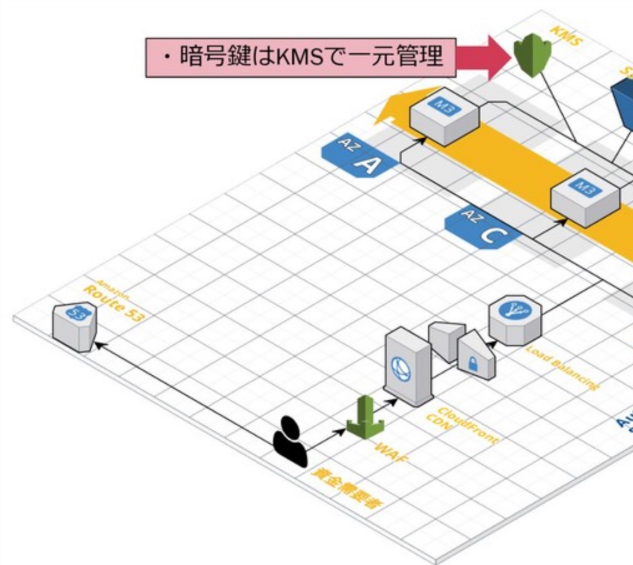 ・暗号鍵はKMSで一元管理
KMS
M3
AZ A
M3
AZ C
Amazon
Route 53
53
Load Balancing
CloudFront
CDN
WAF
資金需要者